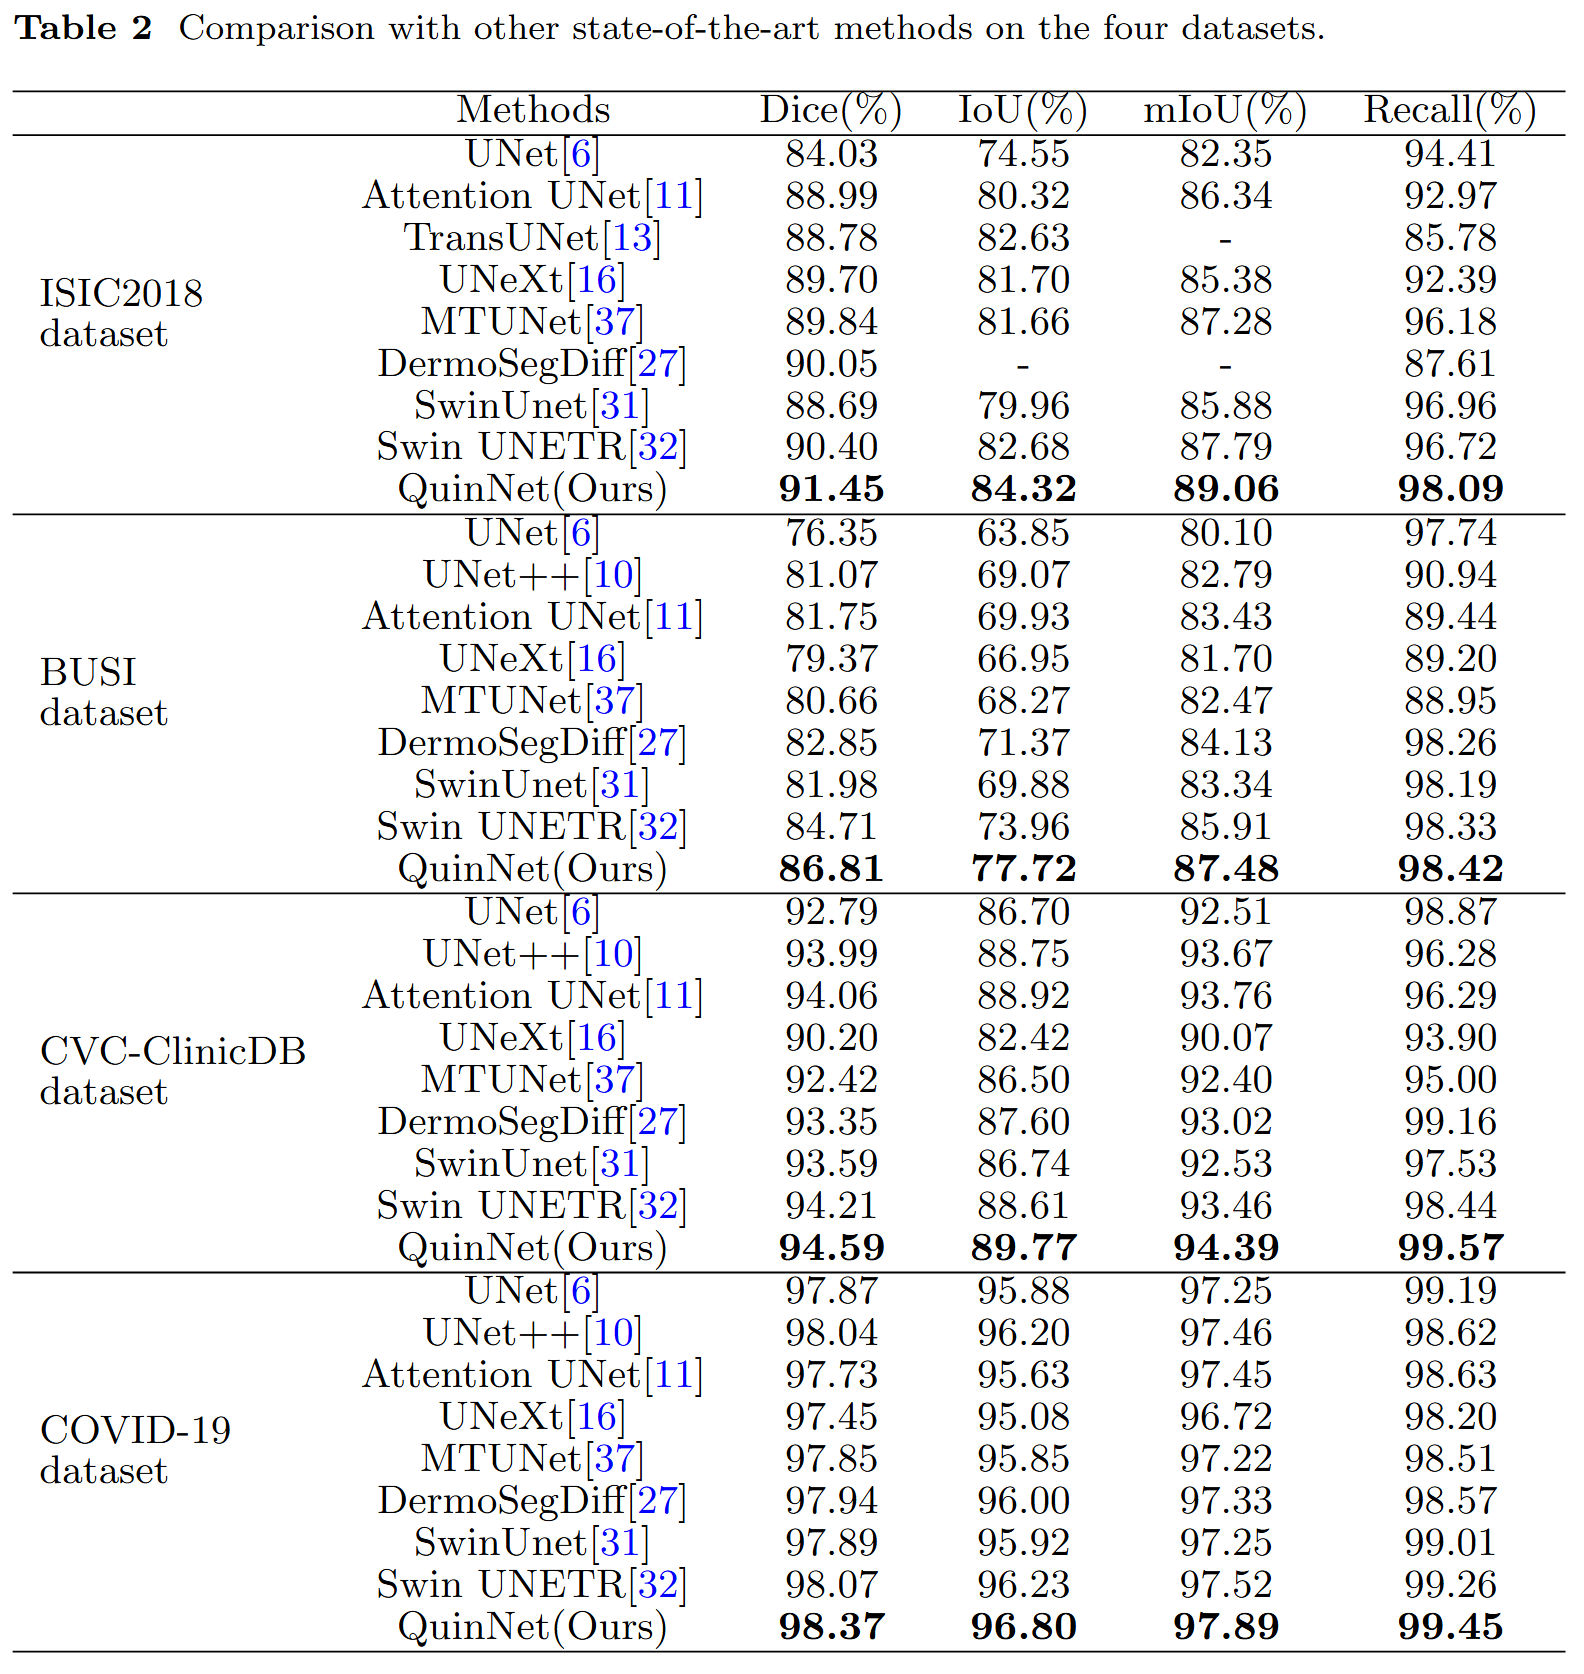 Table 2 Comparison with other state-of-the-art methods on the four datasets.
Methods Dice(%) IoU(%) mIoU(%) Recall(%)
ISIC2018
dataset
UNet[6] 84.03 74.55 82.35 94.41
Attention UNet[11] 88.99 80.32 86.34 92.97
TransUNet[13] 88.78 82.63 - 85.78
UNeXt[16] 89.70 81.70 85.38 92.39
MTUNet[37] 89.84 81.66 87.28 96.18
DermoSegDiff[27] 90.05 - - 87.61
SwinUnet[31] 88.69 79.96 85.88 96.96
Swin UNETR[32] 90.40 82.68 87.79 96.72
QuinNet(Ours) 91.45 84.32 89.06 98.09
BUSI
dataset
UNet[6] 76.35 63.85 80.10 97.74
UNet++[10] 81.07 69.07 82.79 90.94
Attention UNet[11] 81.75 69.93 83.43 89.44
UNeXt[16] 79.37 66.95 81.70 89.20
MTUNet[37] 80.66 68.27 82.47 88.95
DermoSegDiff[27] 82.85 71.37 84.13 98.26
SwinUnet[31] 81.98 69.88 83.34 98.19
Swin UNETR[32] 84.71 73.96 85.91 98.33
QuinNet(Ours) 86.81 77.72 87.48 98.42
CVC-ClinicDB
dataset
UNet[6] 92.79 86.70 92.51 98.87
UNet++[10] 93.99 88.75 93.67 96.28
Attention UNet[11] 94.06 88.92 93.76 96.29
UNeXt[16] 90.20 82.42 90.07 93.90
MTUNet[37] 92.42 86.50 92.40 95.00
DermoSegDiff[27] 93.35 87.60 93.02 99.16
SwinUnet[31] 93.59 86.74 92.53 97.53
Swin UNETR[32] 94.21 88.61 93.46 98.44
QuinNet(Ours) 94.59 89.77 94.39 99.57
COVID-19
dataset
UNet[6] 97.87 95.88 97.25 99.19
UNet++[10] 98.04 96.20 97.46 98.62
Attention UNet[11] 97.73 95.63 97.45 98.63
UNeXt[16] 97.45 95.08 96.72 98.20
MTUNet[37] 97.85 95.85 97.22 98.51
DermoSegDiff[27] 97.94 96.00 97.33 98.57
SwinUnet[31] 97.89 95.92 97.25 99.01
Swin UNETR[32] 98.07 96.23 97.52 99.26
QuinNet(Ours) 98.37 96.80 97.89 99.45